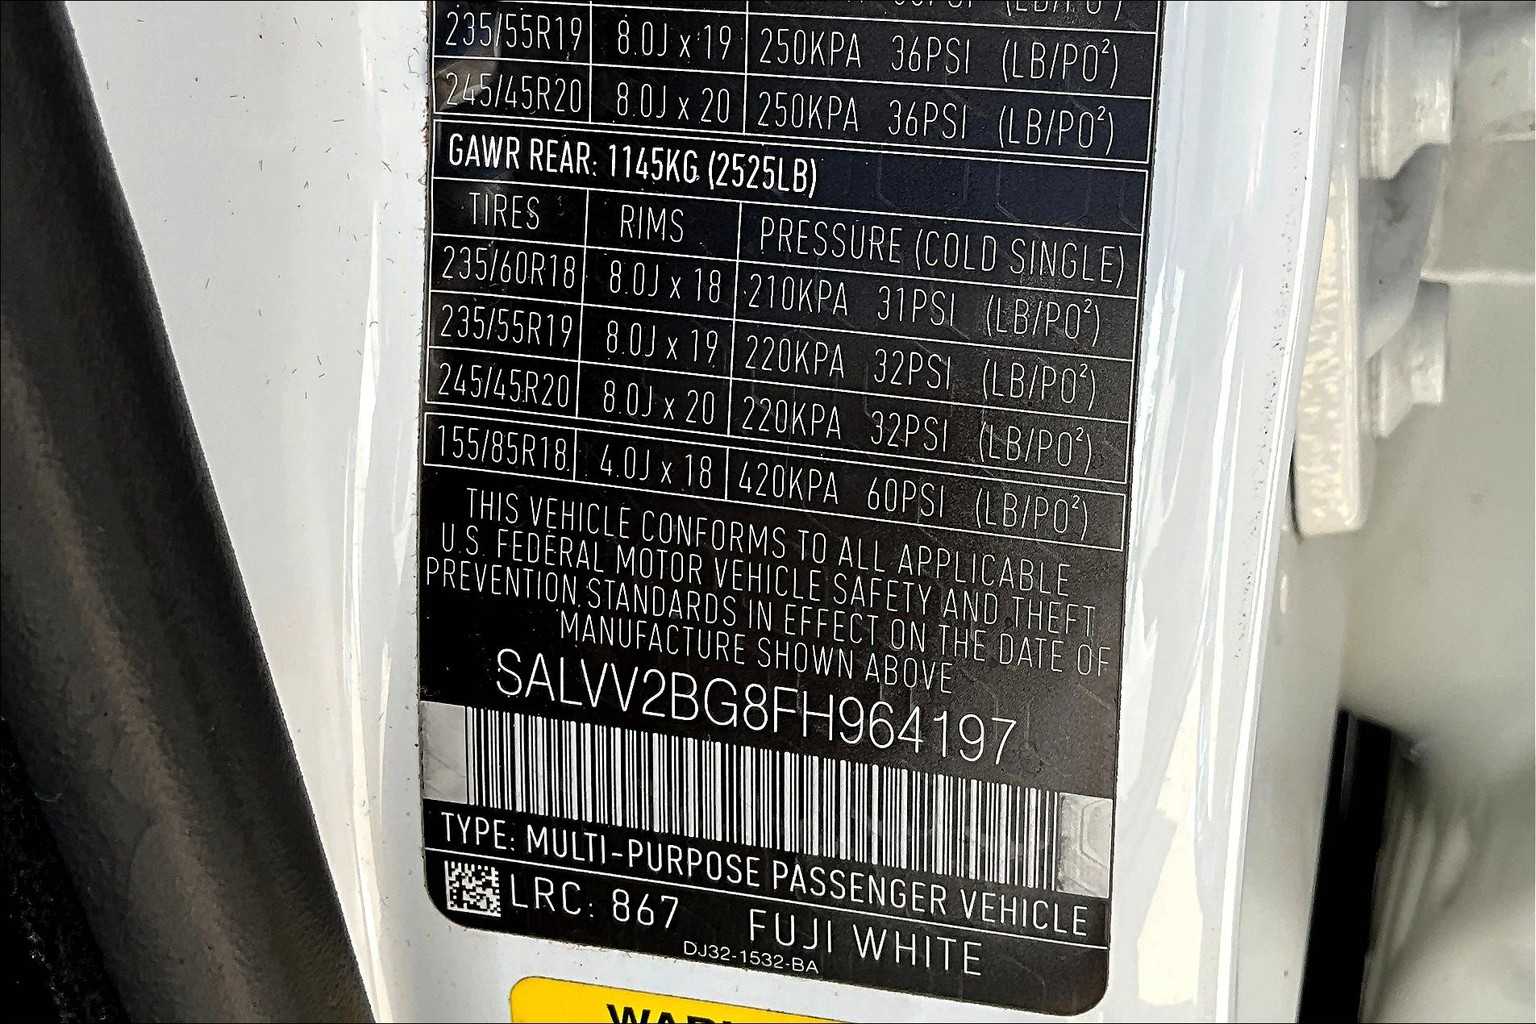 235/55R19 8.0J x 19 250KPA 36PSI (LB/PO²)
245/45R20 8.0J x 20 250KPA 36PSI (LB/PO²)
GAWR REAR: 1145KG (2525LB)
TIRES RIMS PRESSURE (COLD SINGLE)
235/60R18 8.0J x 18 210KPA 31PSI (LB/PO²)
235/55R19 8.0J x 19 220KPA 32PSI (LB/PO²)
245/45R20 8.0J x 20 220KPA 32PSI (LB/PO²)
155/85R18 4.0J x 18 420KPA 60PSI (LB/PO²)
THIS VEHICLE CONFORMS TO ALL APPLICABLE
U.S. FEDERAL MOTOR VEHICLE SAFETY AND THEFT
PREVENTION STANDARDS IN EFFECT ON THE DATE OF
MANUFACTURE SHOWN ABOVE
SALVV2BG8FH964197
TYPE: MULTI-PURPOSE PASSENGER VEHICLE
LRC: 867 FUJI WHITE
DJ32-1532-BA